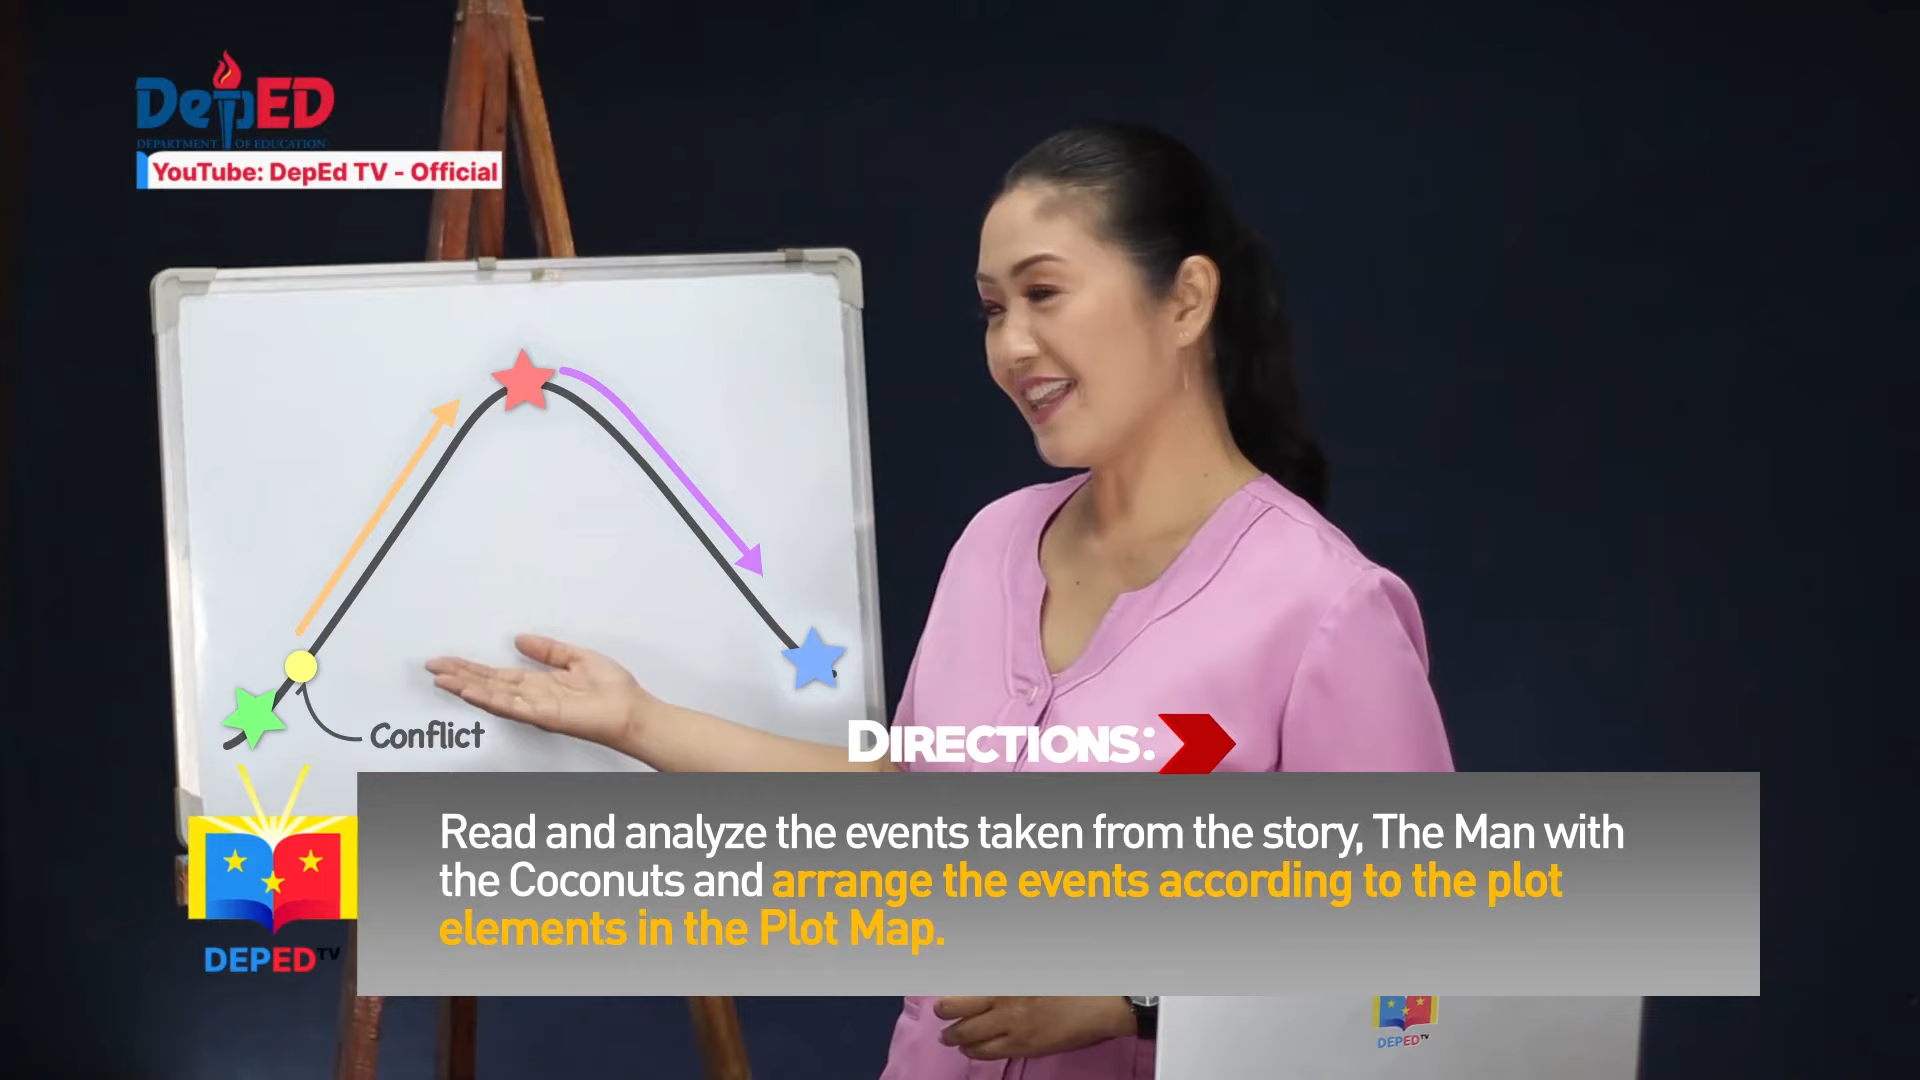 DepED
DEPARTMENT OF EDUCATION
YouTube: DepEd TV - Official
Conflict
DIRECTIONS:
Read and analyze the events taken from the story, The Man with
the Coconuts and arrange the events according to the plot
elements in the Plot Map.
DEPED TV
DEPED TV